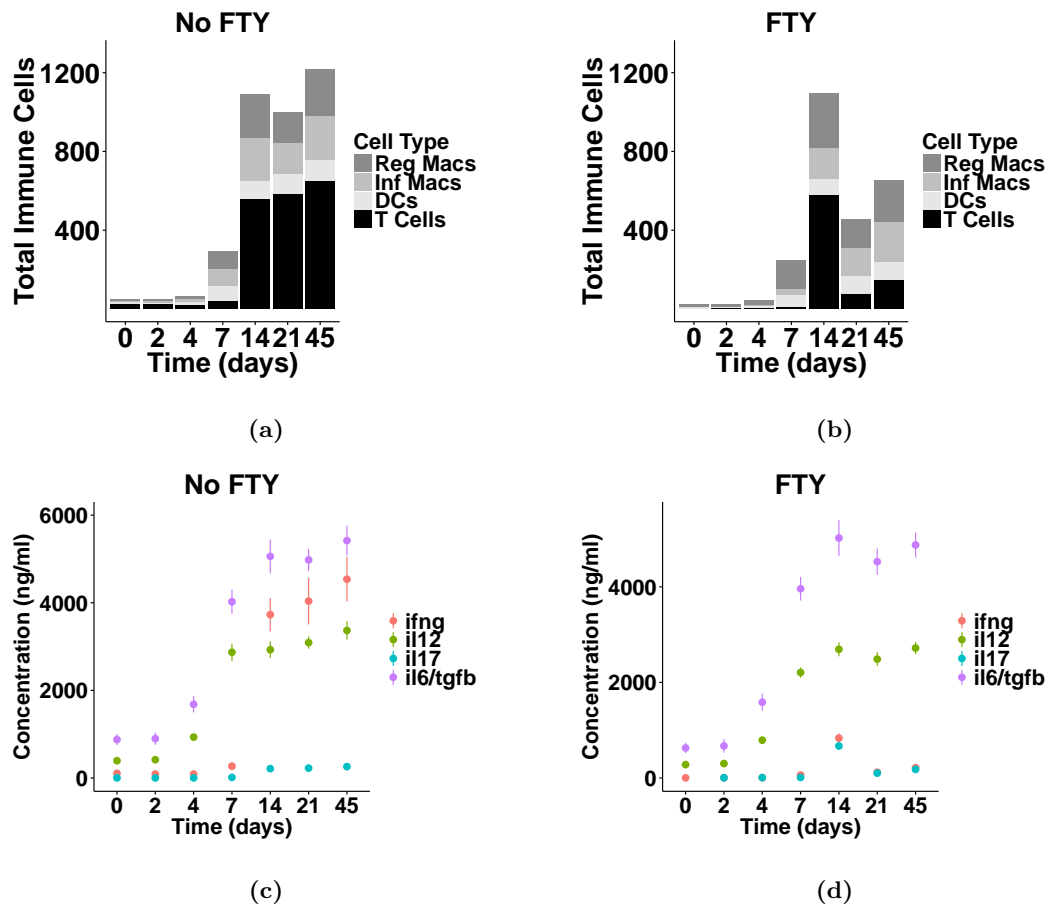 No FTY
Total Immune Cells
1200
800
400
0 2 4 7 14 21 45
Time (days)
Cell Type
Reg Macs
Inf Macs
DCs
T Cells
(a)
FTY
Total Immune Cells
1200
800
400
0 2 4 7 14 21 45
Time (days)
Cell Type
Reg Macs
Inf Macs
DCs
T Cells
(b)
No FTY
Concentration (ng/ml)
6000
4000
2000
0
0 2 4 7 14 21 45
Time (days)
ifng
il12
il17
il6/tgfb
(c)
FTY
Concentration (ng/ml)
4000
2000
0
0 2 4 7 14 21 45
Time (days)
ifng
il12
il17
il6/tgfb
(d)